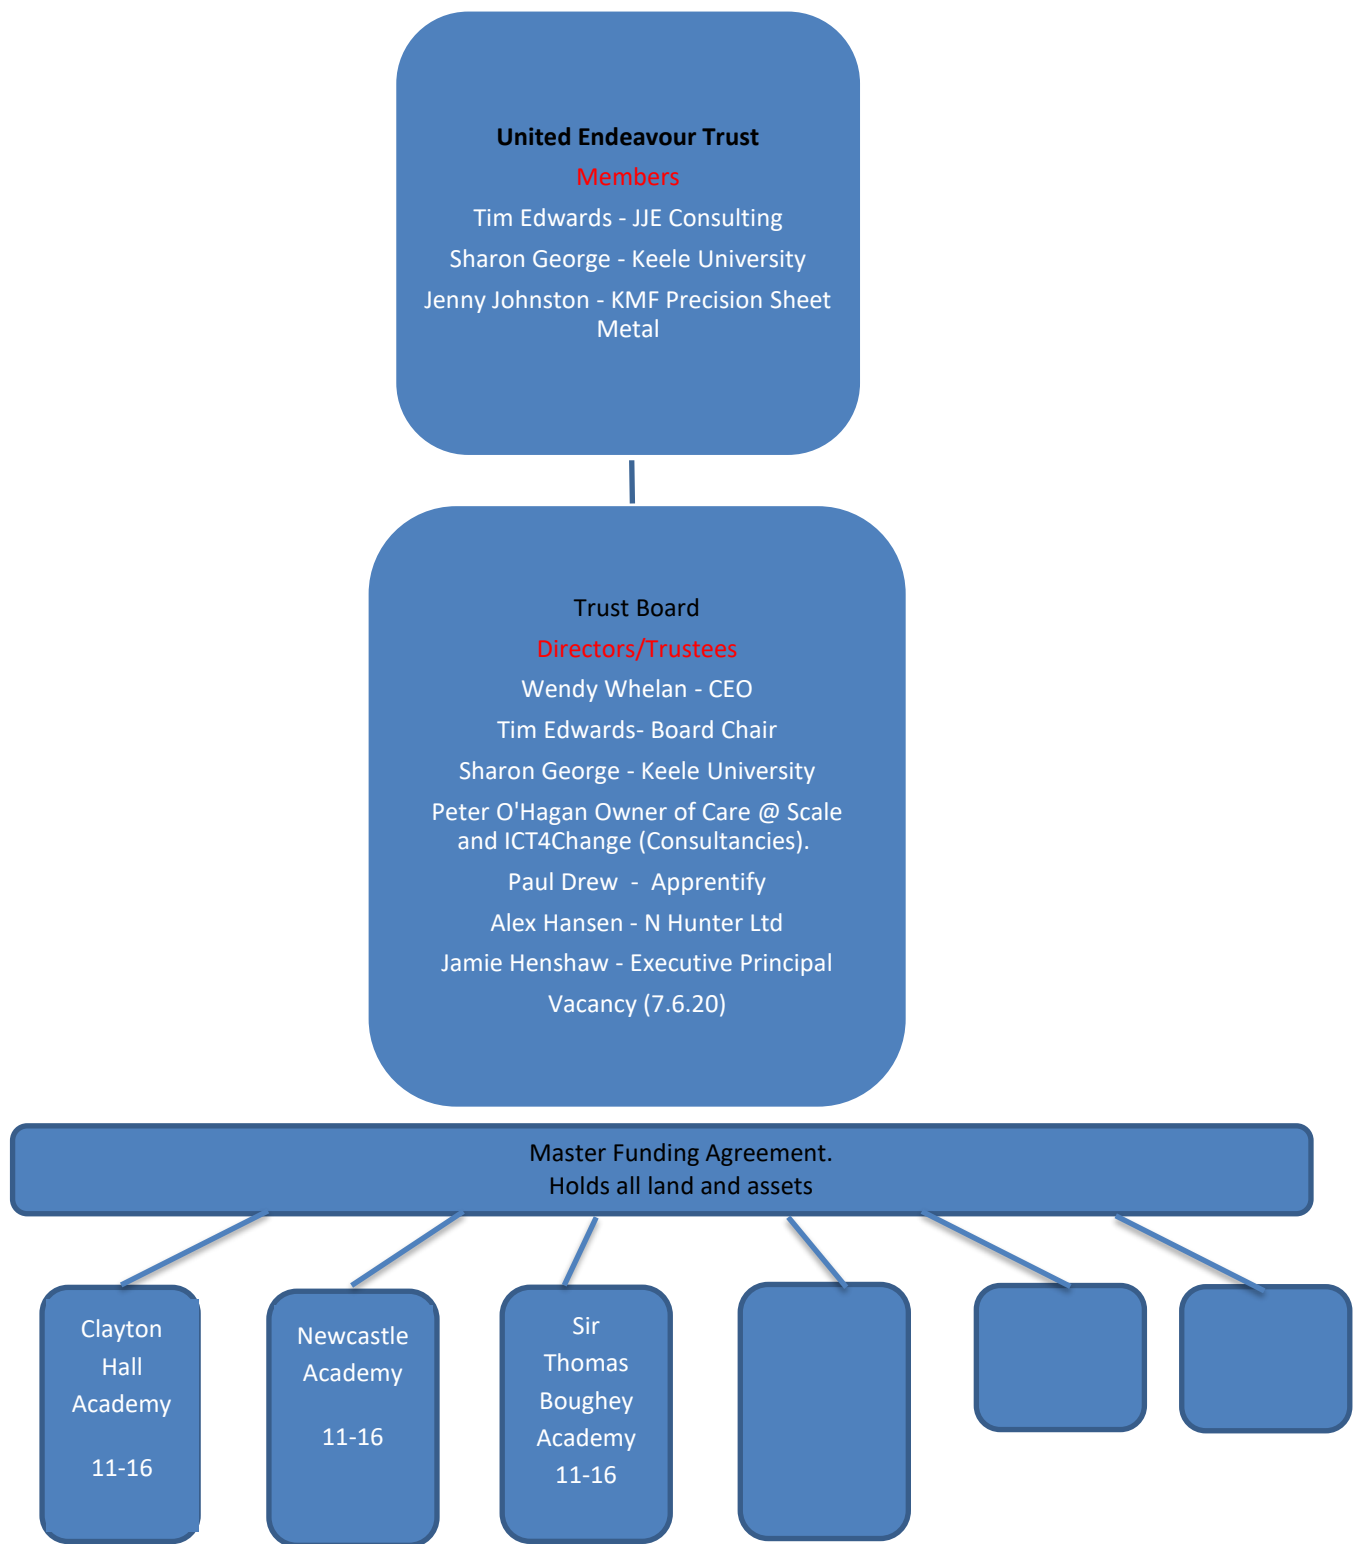 United Endeavour Trust
Members
Tim Edwards - JJE Consulting
Sharon George - Keele University
Jenny Johnston - KMF Precision Sheet
Metal
Trust Board
Directors/Trustees
Wendy Whelan - CEO
Tim Edwards- Board Chair
Sharon George - Keele University
Peter O'Hagan Owner of Care @ Scale
and ICT4Change (Consultancies).
Paul Drew  -  Apprentify
Alex Hansen - N Hunter Ltd
Jamie Henshaw - Executive Principal
Vacancy (7.6.20)
Master Funding Agreement.
Holds all land and assets
Clayton
Hall
Academy
11-16
Newcastle
Academy
11-16
Sir
Thomas
Boughey
Academy
11-16